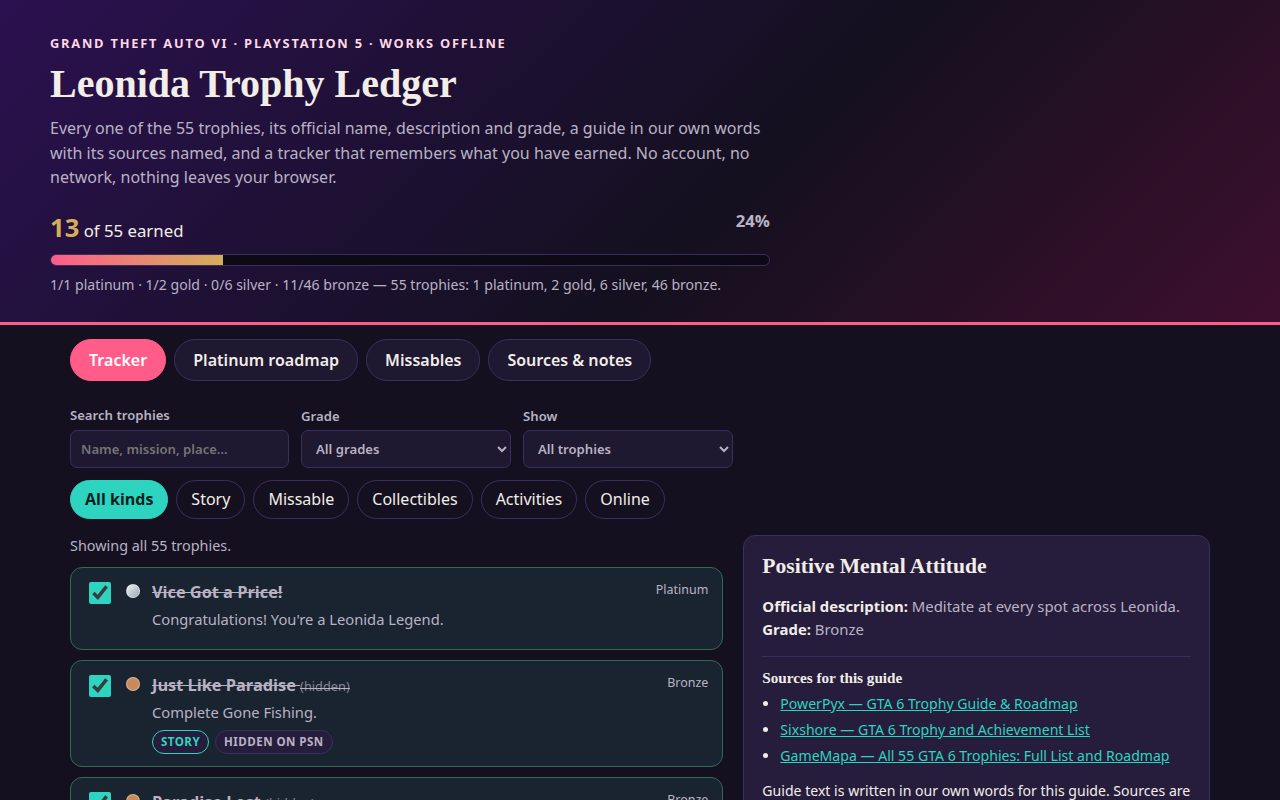 GRAND THEFT AUTO VI · PLAYSTATION 5 · WORKS OFFLINE
Leonida Trophy Ledger
Every one of the 55 trophies, its official name, description and grade, a guide in our own words
with its sources named, and a tracker that remembers what you have earned. No account, no
network, nothing leaves your browser.
13 of 55 earned
24%
1/1 platinum · 1/2 gold · 0/6 silver · 11/46 bronze — 55 trophies: 1 platinum, 2 gold, 6 silver, 46 bronze.
Tracker
Platinum roadmap
Missables
Sources & notes
Search trophies
Grade
Show
Name, mission, place...
All grades
All trophies
All kinds
Story
Missable
Collectibles
Activities
Online
Showing all 55 trophies.
Vice Got a Price!
Platinum
Congratulations! You're a Leonida Legend.
Just Like Paradise (hidden)
Bronze
Complete Gone Fishing.
STORY
HIDDEN ON PSN
Paradise Lost (hidden)
Bronze
Positive Mental Attitude
Official description: Meditate at every spot across Leonida.
Grade: Bronze
Sources for this guide
PowerPyx — GTA 6 Trophy Guide & Roadmap
Sixshore — GTA 6 Trophy and Achievement List
GameMapa — All 55 GTA 6 Trophies: Full List and Roadmap
Guide text is written in our own words for this guide. Sources are